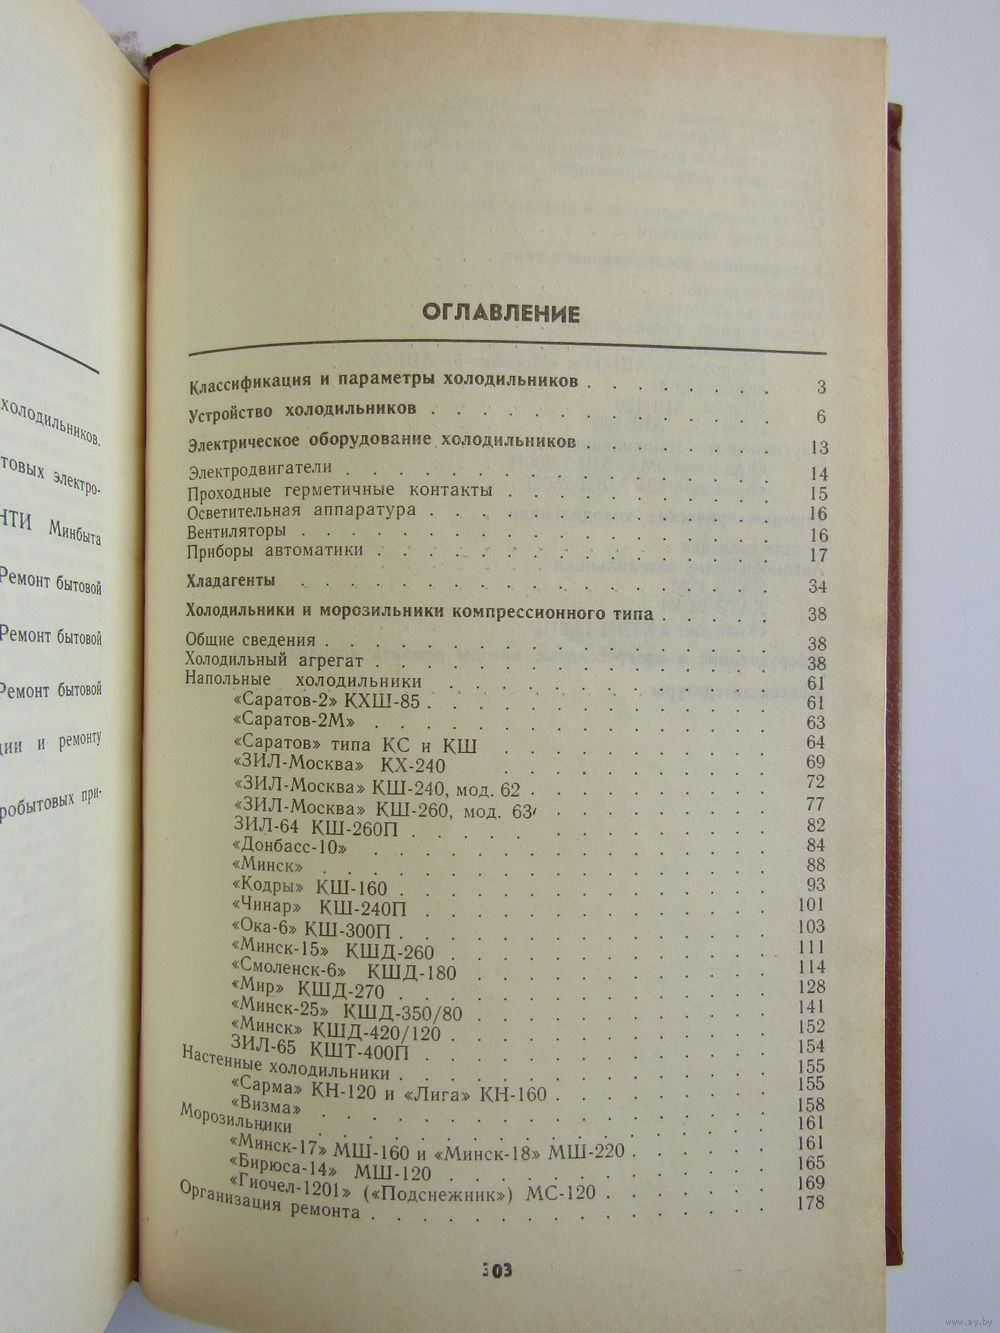 холодильников.
товых электро-
НТИ Минбыта
Ремонт бытовой
Ремонт бытовой
Ремонт бытовой
ции и ремонту
робытовых при-
ОГЛАВЛЕНИЕ
Классификация и параметры холодильников . . . . . . . . 3
Устройство холодильников . . . . . . . . . . . . . 6
Электрическое оборудование холодильников . . . . . . . . 13
Электродвигатели . . . . . . . . . . . . . . . . 14
Проходные герметичные контакты . . . . . . . . . . . 15
Осветительная аппаратура . . . . . . . . . . . . . 16
Вентиляторы . . . . . . . . . . . . . . . . . . 16
Приборы автоматики . . . . . . . . . . . . . . . 17
Хладагенты . . . . . . . . . . . . . . . . . . 34
Холодильники и морозильники компрессионного типа . . . . . 38
Общие сведения . . . . . . . . . . . . . . . . . 38
Холодильный агрегат . . . . . . . . . . . . . . . 38
Напольные холодильники . . . . . . . . . . . . . 61
«Саратов-2» КХШ-85 . . . . . . . . . . . . . 61
«Саратов-2М» . . . . . . . . . . . . . . . . 63
«Саратов» типа КС и КШ . . . . . . . . . . 64
«ЗИЛ-Москва» КХ-240 . . . . . . . . . . . 69
«ЗИЛ-Москва» КШ-240, мод. 62 . . . . . . . . . 72
«ЗИЛ-Москва» КШ-260, мод. 63 . . . . . . . . 77
ЗИЛ-64 КШ-260П . . . . . . . . . . . . . . 82
«Донбасс-10» . . . . . . . . . . . . . . . 84
«Минск» . . . . . . . . . . . . . . . . . 88
«Кодры» КШ-160 . . . . . . . . . . . . . . 93
«Чинар» КШ-240П . . . . . . . . . . . . . 101
«Ока-6» КШ-300П . . . . . . . . . . . . . . 103
«Минск-15» КШД-260 . . . . . . . . . . . . 111
«Смоленск-6» КШД-180 . . . . . . . . . . . 114
«Мир» КШД-270 . . . . . . . . . . . . . . 128
«Минск-25» КШД-350/80 . . . . . . . . . . . 141
«Минск» КШД-420/120 . . . . . . . . . . . . 152
ЗИЛ-65 КШТ-400П . . . . . . . . . . . . . 154
Настенные холодильники . . . . . . . . . . . . . . 155
«Сарма» КН-120 и «Лига» КН-160 . . . . . . . . 155
«Визма» . . . . . . . . . . . . . . . . . 158
Морозильники . . . . . . . . . . . . . . . . . 161
«Минск-17» МШ-160 и «Минск-18» МШ-220 . . . . . 161
«Бирюса-14» МШ-120 . . . . . . . . . . . . 165
«Гиочел-1201» («Подснежник») МС-120 . . . . . . 169
Организация ремонта . . . . . . . . . . . . . . . 178
303
www.ay.by